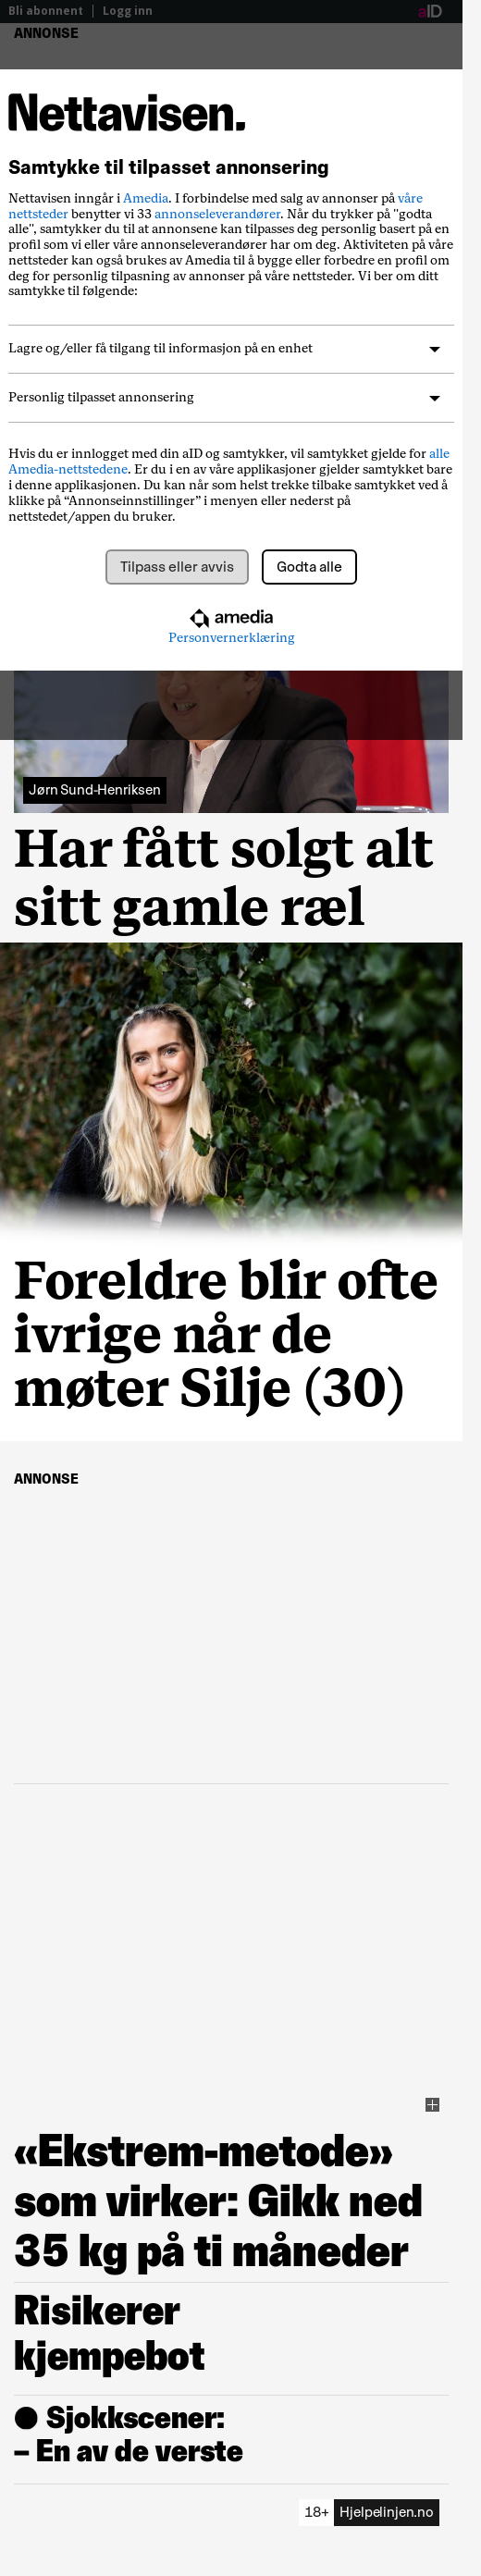 Bli abonnent
Logg inn
aID
ANNONSE
Nettavisen.
Samtykke til tilpasset annonsering
Nettavisen inngår i Amedia. I forbindelse med salg av annonser på våre
nettsteder benytter vi 33 annonseleverandører. Når du trykker på "godta
alle", samtykker du til at annonsene kan tilpasses deg personlig basert på en
profil som vi eller våre annonseleverandører har om deg. Aktiviteten på våre
nettsteder kan også brukes av Amedia til å bygge eller forbedre en profil om
deg for personlig tilpasning av annonser på våre nettsteder. Vi ber om ditt
samtykke til følgende:
Lagre og/eller få tilgang til informasjon på en enhet
Personlig tilpasset annonsering
Hvis du er innlogget med din aID og samtykker, vil samtykket gjelde for alle
Amedia-nettstedene. Er du i en av våre applikasjoner gjelder samtykket bare
i denne applikasjonen. Du kan når som helst trekke tilbake samtykket ved å
klikke på “Annonseinnstillinger” i menyen eller nederst på
nettstedet/appen du bruker.
Tilpass eller avvis
Godta alle
amedia
Personvernerklæring
Jørn Sund-Henriksen
Har fått solgt alt
sitt gamle ræl
Foreldre blir ofte
ivrige når de
møter Silje (30)
ANNONSE
«Ekstrem-metode»
som virker: Gikk ned
35 kg på ti måneder
Risikerer
kjempebot
● Sjokkscener:
– En av de verste
18+ Hjelpelinjen.no